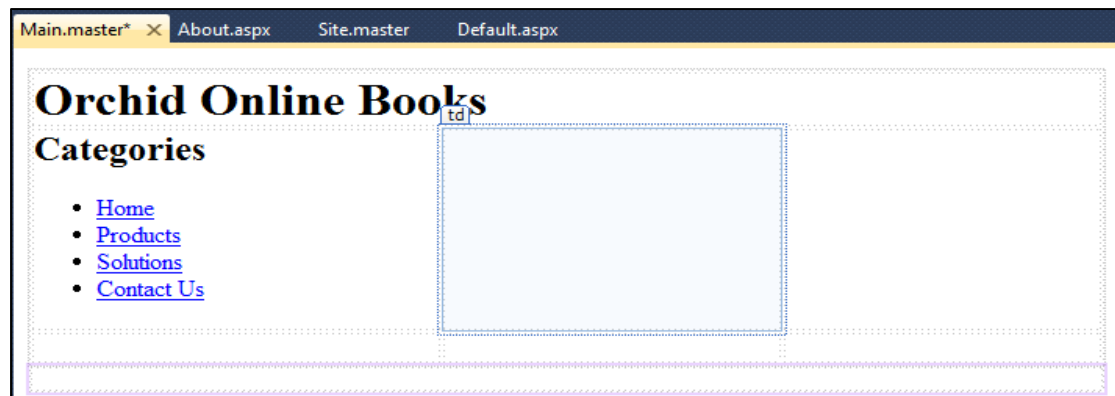 Main.master* × About.aspx Site.master Default.aspx
Orchid Online Books
td
Categories
• Home
• Products
• Solutions
• Contact Us